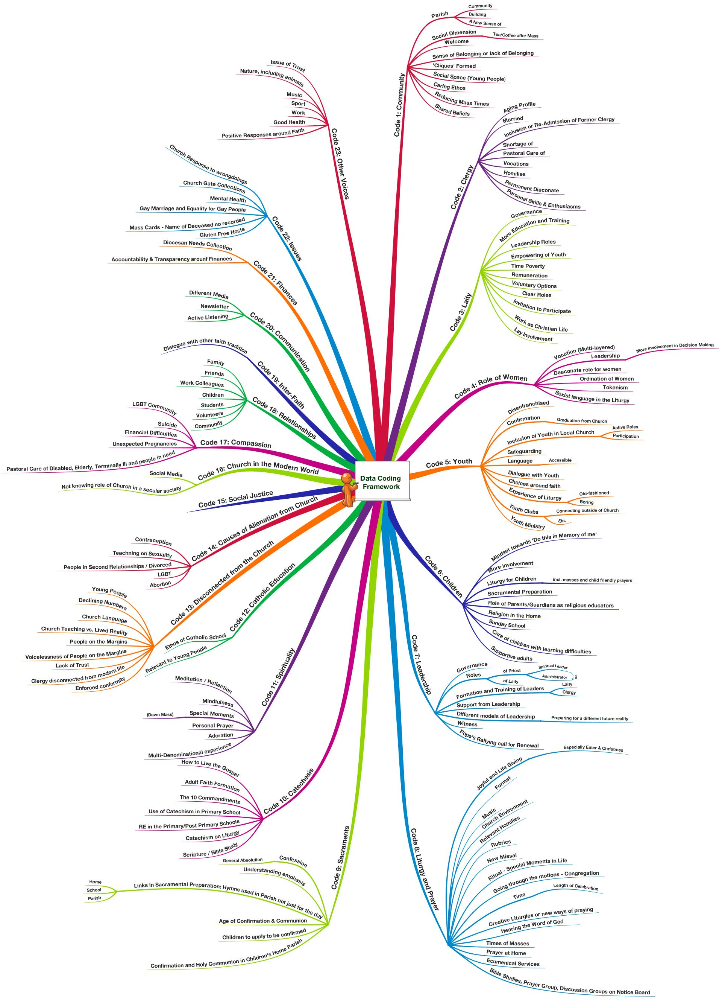 Data Coding
Framework
Code 1: Community
Parish
Community
Building
A New Sense of
Social Dimension
Tea/Coffee after Mass
Welcome
Sense of Belonging or lack of Belonging
'Cliques' Formed
Social Space (Young People)
Caring Ethos
Reducing Mass Times
Shared Beliefs
Code 2: Clergy
Aging Profile
Married
Inclusion or Re-Admission of Former Clergy
Shortage of
Pastoral Care of
Vocations
Homilies
Permanent Diaconate
Personal Skills & Enthusiasms
Code 3: Laity
Governance
More Education and Training
Leadership Roles
Empowering of Youth
Time Poverty
Remuneration
Voluntary Options
Clear Roles
Invitation to Participate
Work as Christian Life
Lay Involvement
Code 4: Role of Women
Vocation (Multi-layered)
Leadership
More involvement in Decision Making
Deaconate role for women
Ordination of Women
Tokenism
Sexist language in the Liturgy
Code 5: Youth
Disenfranchised
Confirmation
Graduation from Church
Inclusion of Youth in Local Church
Active Roles
Participation
Safeguarding
Language
Accessible
Dialogue with Youth
Choices around faith
Experience of Liturgy
Old-fashioned
Boring
Youth Clubs
Connecting outside of Church
Etc.
Youth Ministry
Code 6: Children
Mindset towards 'Do this in Memory of me'
More involvement
Liturgy for Children
incl. masses and child friendly prayers
Sacramental Preparation
Role of Parents/Guardians as religious educators
Religion in the Home
Sunday School
Care of children with learning difficulties
Supportive adults
Code 7: Leadership
Governance
Roles
of Priest
Spiritual Leader
Administrator
vs
of Laity
Formation and Training of Leaders
Laity
Clergy
Support from Leadership
Different models of Leadership
Preparing for a different future reality
Witness
Pope's Rallying call for Renewal
Code 8: Liturgy and Prayer
Joyful and Life Giving
Especially Eater & Christmes
Format
Music
Church Environment
Relevant Homilies
Rubrics
New Missal
Ritual - Special Moments in Life
Going through the motions - Congregation
Time
Length of Celebration
Creative Liturgies or new ways of praying
Hearing the Word of God
Times of Masses
Prayer at Home
Ecumenical Services
Bible Studies, Prayer Group, Discussion Groups on Notice Board
Code 9: Sacraments
Confession
General Absolution
Understanding emphasis
Links in Sacramental Preparation: Hymns used in Parish not just for the day
Home
School
Parish
Age of Confirmation & Communion
Children to apply to be confirmed
Confirmation and Holy Communion in Children's Home Parish
Code 10: Catechesis
How to Live the Gospel
Adult Faith Formation
The 10 Commandments
Use of Catechism in Primary School
RE in the Primary/Post Primary Schools
Catechism on Liturgy
Scripture / Bible Study
Code 11: Spirituality
Meditation / Reflection
Mindfulness
Special Moments
(Dawn Mass)
Personal Prayer
Adoration
Multi-Denominational experience
Code 12: Catholic Education
Ethos of Catholic School
Relevant to Young People
Code 13: Disconnected from the Church
Young People
Declining Numbers
Church Language
Church Teaching vs. Lived Reality
People on the Margins
Voicelessness of People on the Margins
Lack of Trust
Clergy disconnected from modern life
Enforced conformity
Code 14: Causes of Alienation from Church
Contraception
Teachning on Sexuality
People in Second Relationships / Divorced
LGBT
Abortion
Code 15: Social Justice
Code 16: Church in the Modern World
Social Media
Not knowing role of Church in a secular society
Code 17: Compassion
LGBT Community
Suicide
Financial Difficulties
Unexpected Pregnancies
Pastoral Care of Disabled, Elderly, Terminally Ill and people in need
Code 18: Relationships
Family
Friends
Work Colleagues
Children
Students
Volunteers
Community
Code 19: Inter-Faith
Dialogue with other faith tradition
Code 20: Communication
Different Media
Newsletter
Active Listening
Code 21: Finances
Diocesan Needs Collection
Accountability & Transparency arounf Finances
Code 22: Issues
Church Response to wrongdoings
Church Gate Collections
Mental Health
Gay Marriage and Equality for Gay People
Mass Cards - Name of Deceased no recorded
Gluten Free Hosts
Code 23: Other Voices
Issue of Trust
Nature, including animals
Music
Sport
Work
Good Health
Positive Responses around Faith